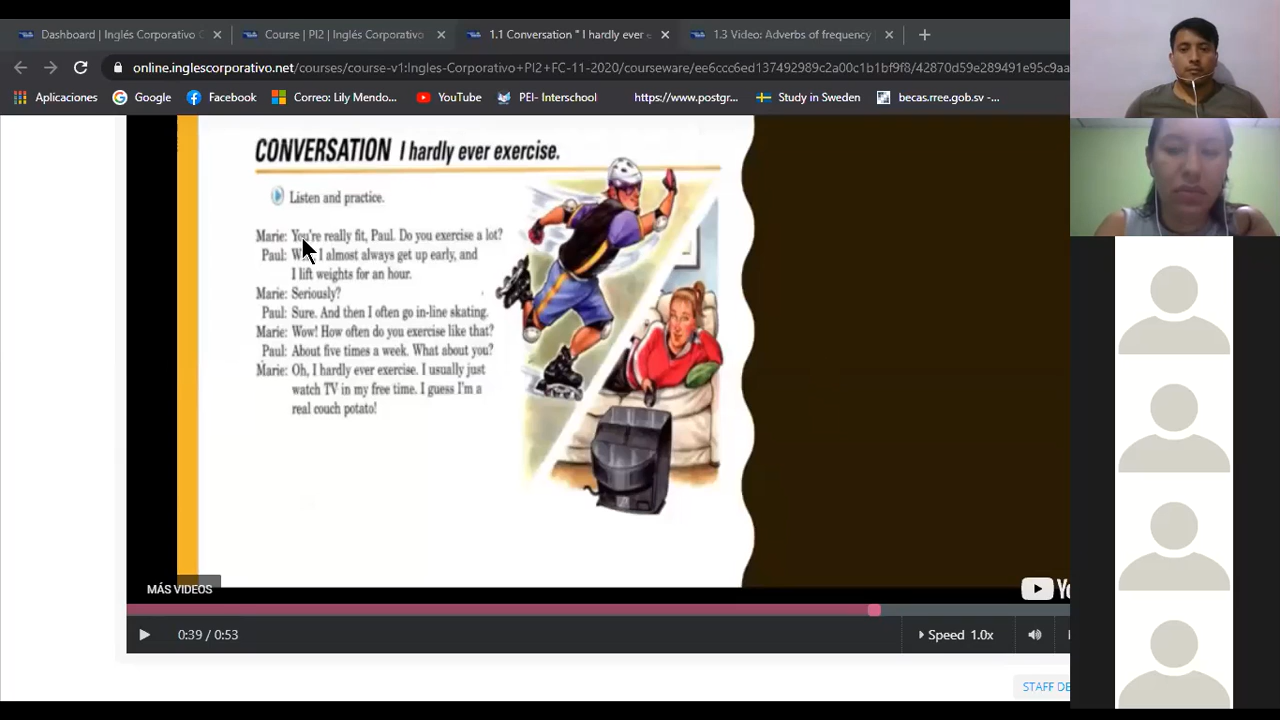 Dashboard | Inglés Corporativo
Course | PI2 | Inglés Corporativo
1.1 Conversation " I hardly ever e
1.3 Video: Adverbs of frequency |
online.inglescorporativo.net/courses/course-v1:Ingles-Corporativo+PI2+FC-11-2020/courseware/ee6ccc6ed137492989c2a00c1b1bf9f8/42870d59e289491e95c9aa
Aplicaciones
Google
Facebook
Correo: Lily Mendo...
YouTube
PEI- Interschool
https://www.postgr...
Study in Sweden
becas.rree.gob.sv -...
CONVERSATION I hardly ever exercise.
Listen and practice.
Marie: You're really fit, Paul. Do you exercise a lot?
Paul: I almost always get up early, and
I lift weights for an hour.
Marie: Seriously?
Paul: Sure. And then I often go in-line skating.
Marie: Wow! How often do you exercise like that?
Paul: About five times a week. What about you?
Marie: Oh, I hardly ever exercise. I usually just
watch TV in my free time. I guess I'm a
real couch potato!
MÁS VIDEOS
0:39 / 0:53
Speed 1.0x
STAFF DE